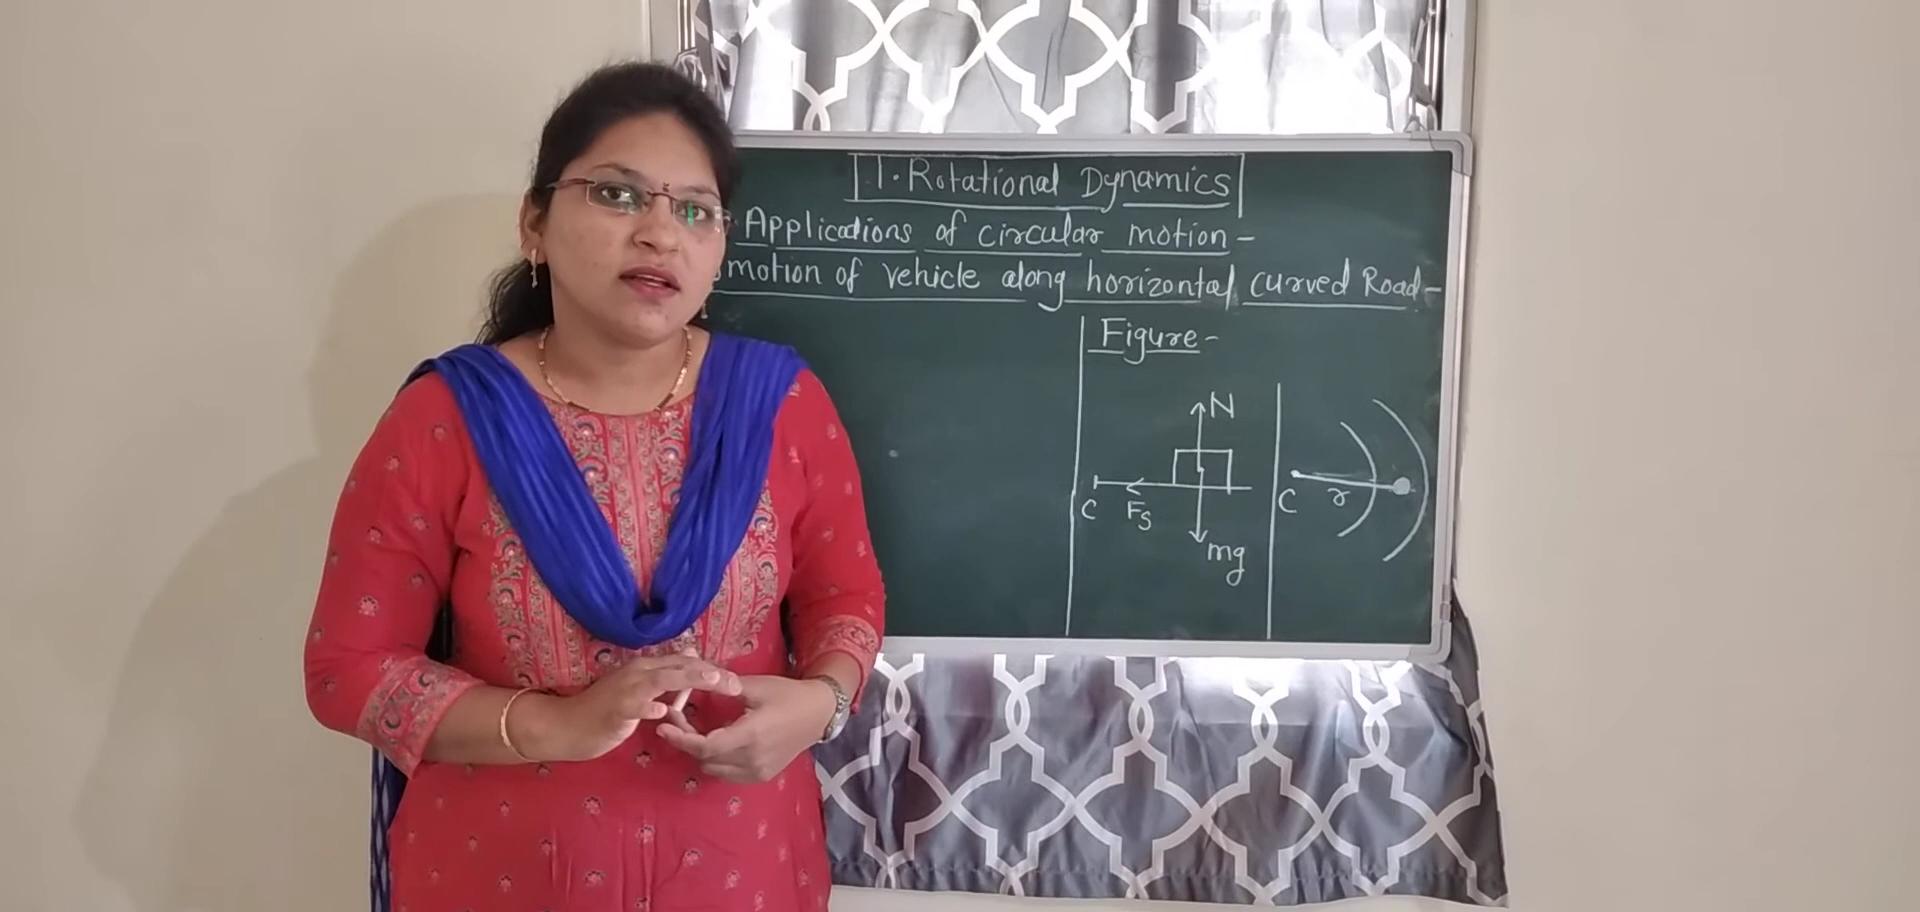 1. Rotational Dynamics
Applications of circular motion -
motion of vehicle along horizontal curved Road -
Figure -
N
C
Fs
mg
C
r